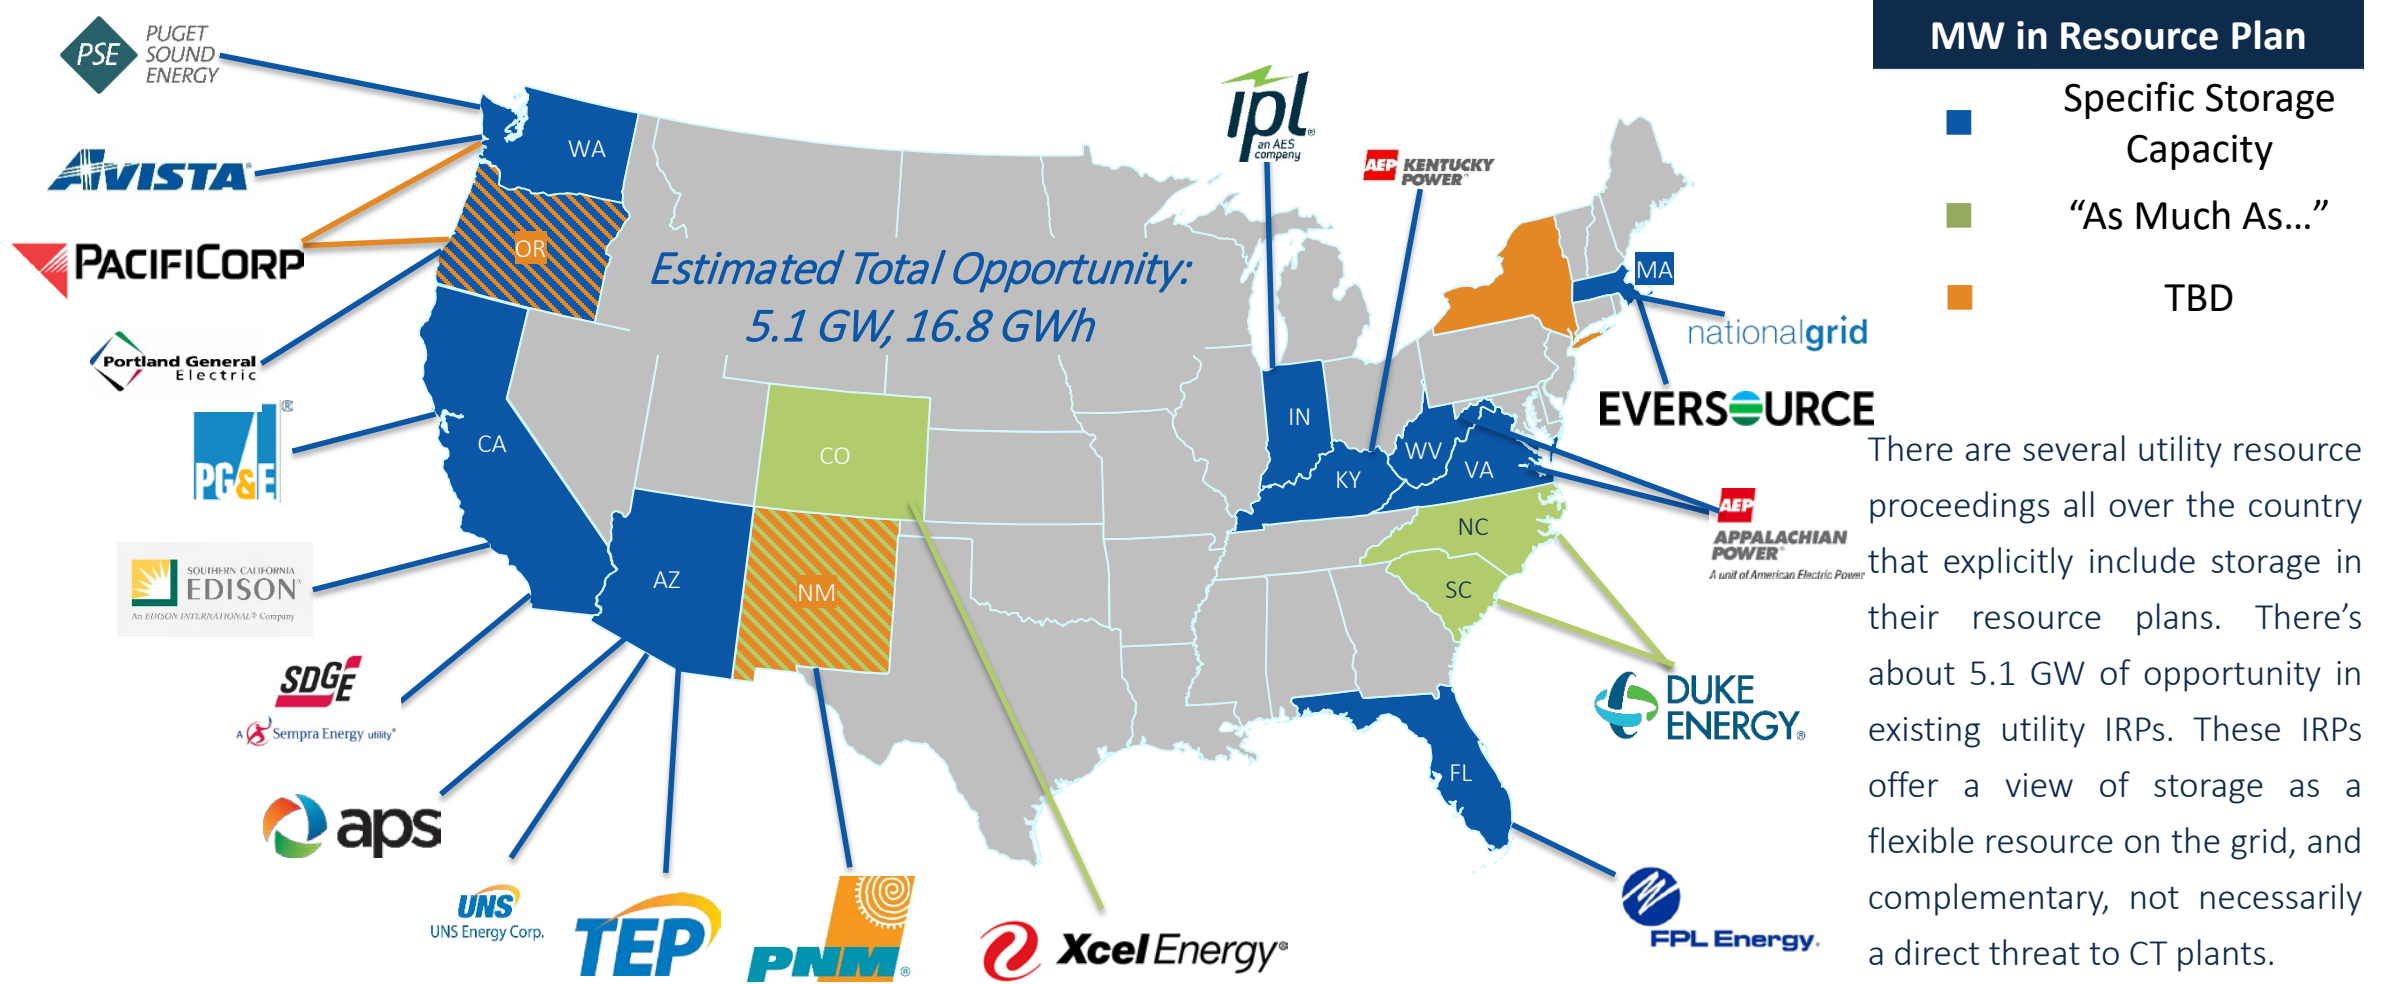 PSE
PUGET
SOUND
ENERGY
AVISTA
PACIFICORP
Portland General
Electric
PG&E
SOUTHERN CALIFORNIA
EDISON®
An EDISON INTERNATIONAL® Company
SDGE
A Sempra Energy utility®
aps
UNS
UNS Energy Corp.
TEP
PNM®
XcelEnergy®
WA
OR
CA
AZ
NM
CO
Estimated Total Opportunity:
5.1 GW, 16.8 GWh
ipl®
an AES
company
AEP KENTUCKY
POWER
IN
KY
WV
VA
NC
SC
FL
MA
nationalgrid
EVERSOURCE
AEP
APPALACHIAN
POWER®
A unit of American Electric Power
DUKE
ENERGY®
FPL Energy.
MW in Resource Plan
Specific Storage
Capacity
“As Much As…”
TBD
There are several utility resource
proceedings all over the country
that explicitly include storage in
their resource plans. There’s
about 5.1 GW of opportunity in
existing utility IRPs. These IRPs
offer a view of storage as a
flexible resource on the grid, and
complementary, not necessarily
a direct threat to CT plants.